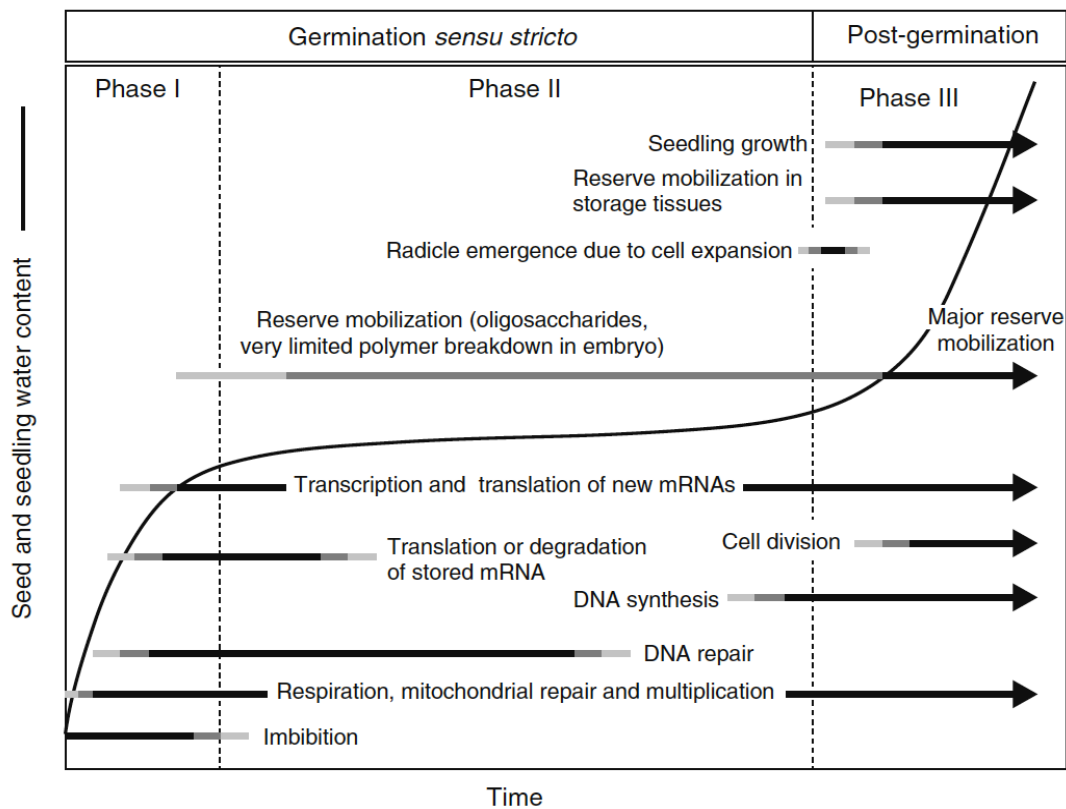 Germination sensu stricto
Post-germination
Phase I
Phase II
Phase III
Seedling growth
Reserve mobilization in
storage tissues
Radicle emergence due to cell expansion
Reserve mobilization (oligosaccharides,
very limited polymer breakdown in embryo)
Major reserve
mobilization
Transcription and translation of new mRNAs
Translation or degradation
of stored mRNA
Cell division
DNA synthesis
DNA repair
Respiration, mitochondrial repair and multiplication
Imbibition
Seed and seedling water content
Time